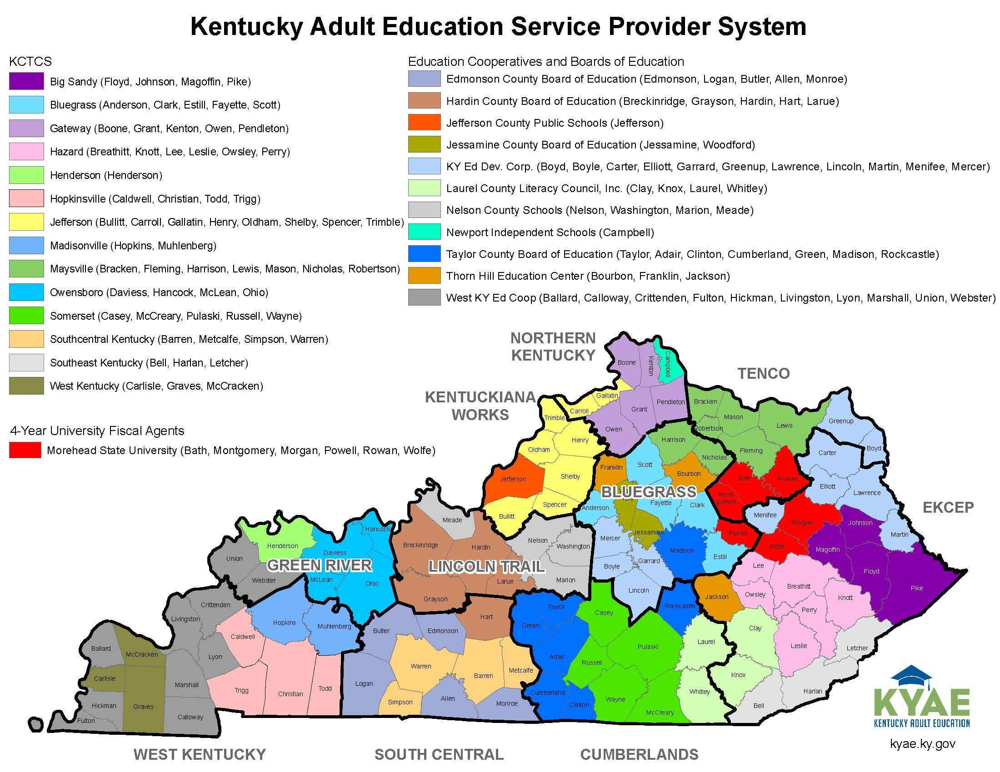 Kentucky Adult Education Service Provider System
KCTCS
Big Sandy (Floyd, Johnson, Magoffin, Pike)
Bluegrass (Anderson, Clark, Estill, Fayette, Scott)
Gateway (Boone, Grant, Kenton, Owen, Pendleton)
Hazard (Breathitt, Knott, Lee, Leslie, Owsley, Perry)
Henderson (Henderson)
Hopkinsville (Caldwell, Christian, Todd, Trigg)
Jefferson (Bullitt, Carroll, Gallatin, Henry, Oldham, Shelby, Spencer, Trimble)
Madisonville (Hopkins, Muhlenberg)
Maysville (Bracken, Fleming, Harrison, Lewis, Mason, Nicholas, Robertson)
Owensboro (Daviess, Hancock, McLean, Ohio)
Somerset (Casey, McCreary, Pulaski, Russell, Wayne)
Southcentral Kentucky (Barren, Metcalfe, Simpson, Warren)
Southeast Kentucky (Bell, Harlan, Letcher)
West Kentucky (Carlisle, Graves, McCracken)
4-Year University Fiscal Agents
Morehead State University (Bath, Montgomery, Morgan, Powell, Rowan, Wolfe)
Education Cooperatives and Boards of Education
Edmonson County Board of Education (Edmonson, Logan, Butler, Allen, Monroe)
Hardin County Board of Education (Breckinridge, Grayson, Hardin, Hart, Larue)
Jefferson County Public Schools (Jefferson)
Jessamine County Board of Education (Jessamine, Woodford)
KY Ed Dev. Corp. (Boyd, Boyle, Carter, Elliott, Garrard, Greenup, Lawrence, Lincoln, Martin, Menifee, Mercer)
Laurel County Literacy Council, Inc. (Clay, Knox, Laurel, Whitley)
Nelson County Schools (Nelson, Washington, Marion, Meade)
Newport Independent Schools (Campbell)
Taylor County Board of Education (Taylor, Adair, Clinton, Cumberland, Green, Madison, Rockcastle)
Thorn Hill Education Center (Bourbon, Franklin, Jackson)
West KY Ed Coop (Ballard, Calloway, Crittenden, Fulton, Hickman, Livingston, Lyon, Marshall, Union, Webster)
NORTHERN
KENTUCKY
Boone
Kenton
Campbell
TENCO
KENTUCKIANA
WORKS
Gallatin
Carroll
Grant
Pendleton
Owen
Trimble
Henry
Oldham
Jefferson
Shelby
Spencer
Bullitt
Bracken
Mason
Robertson
Lewis
Fleming
Greenup
Boyd
Carter
Elliott
Lawrence
Harrison
Nicholas
Scott
Franklin
Bourbon
BLUEGRASS
Anderson
Fayette
Clark
Bath
Rowan
Mont-
gomery
Menifee
Morgan
Powell
Wolfe
EKCEP
Johnson
Martin
Magoffin
Floyd
Pike
Mercer
Jessamine
Madison
Estill
Boyle
Garrard
Lincoln
Meade
Breckinridge
Hardin
Nelson
Washington
LINCOLN TRAIL
Larue
Marion
Grayson
Hancock
Henderson
Daviess
Union
GREEN RIVER
Webster
McLean
Ohio
Lee
Breathitt
Owsley
Knott
Perry
Jackson
Rockcastle
Clay
Leslie
Letcher
Laurel
Knox
Harlan
Whitley
Bell
Taylor
Green
Casey
Adair
Russell
Pulaski
Cumberland
Clinton
Wayne
McCreary
Hart
Butler
Edmonson
Warren
Barren
Metcalfe
Logan
Simpson
Allen
Monroe
Crittenden
Livingston
Hopkins
Muhlenberg
Caldwell
Ballard
McCracken
Lyon
Carlisle
Marshall
Trigg
Christian
Todd
Hickman
Graves
Fulton
Calloway
WEST KENTUCKY
SOUTH CENTRAL
CUMBERLANDS
KYAE
KENTUCKY ADULT EDUCATION
kyae.ky.gov